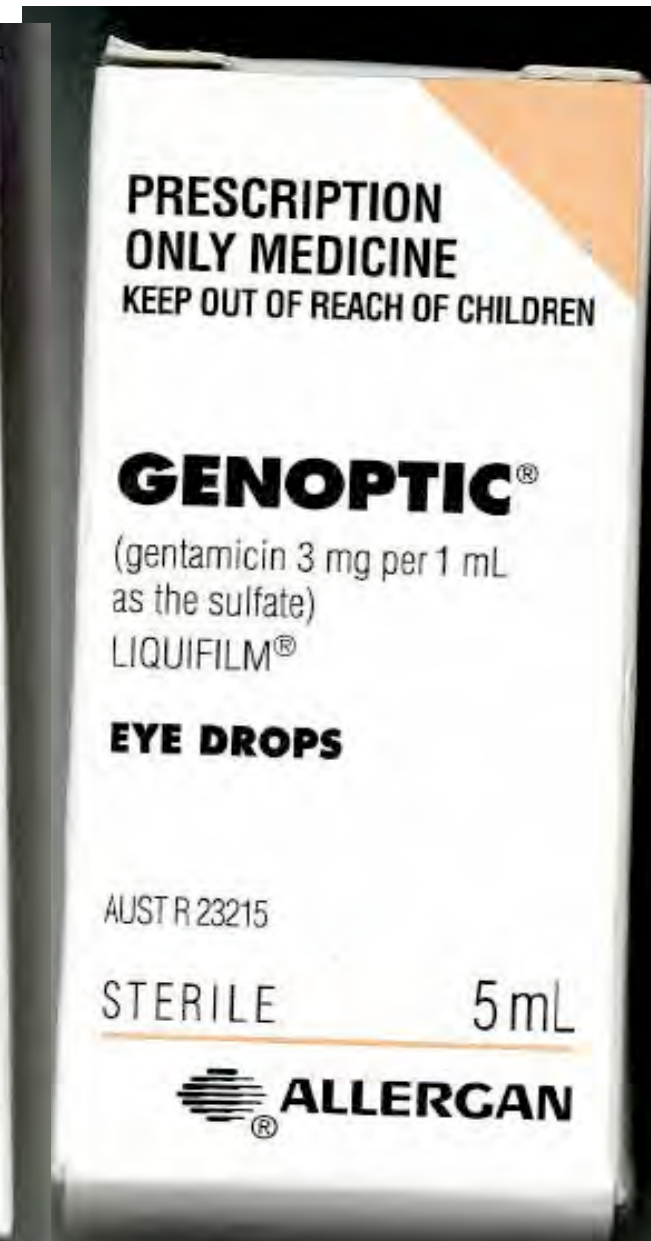 PRESCRIPTION
ONLY MEDICINE
KEEP OUT OF REACH OF CHILDREN
GENOPTIC®
(gentamicin 3 mg per 1 mL
as the sulfate)
LIQUIFILM®
EYE DROPS
AUST R 23215
STERILE 5 mL
® ALLERGAN